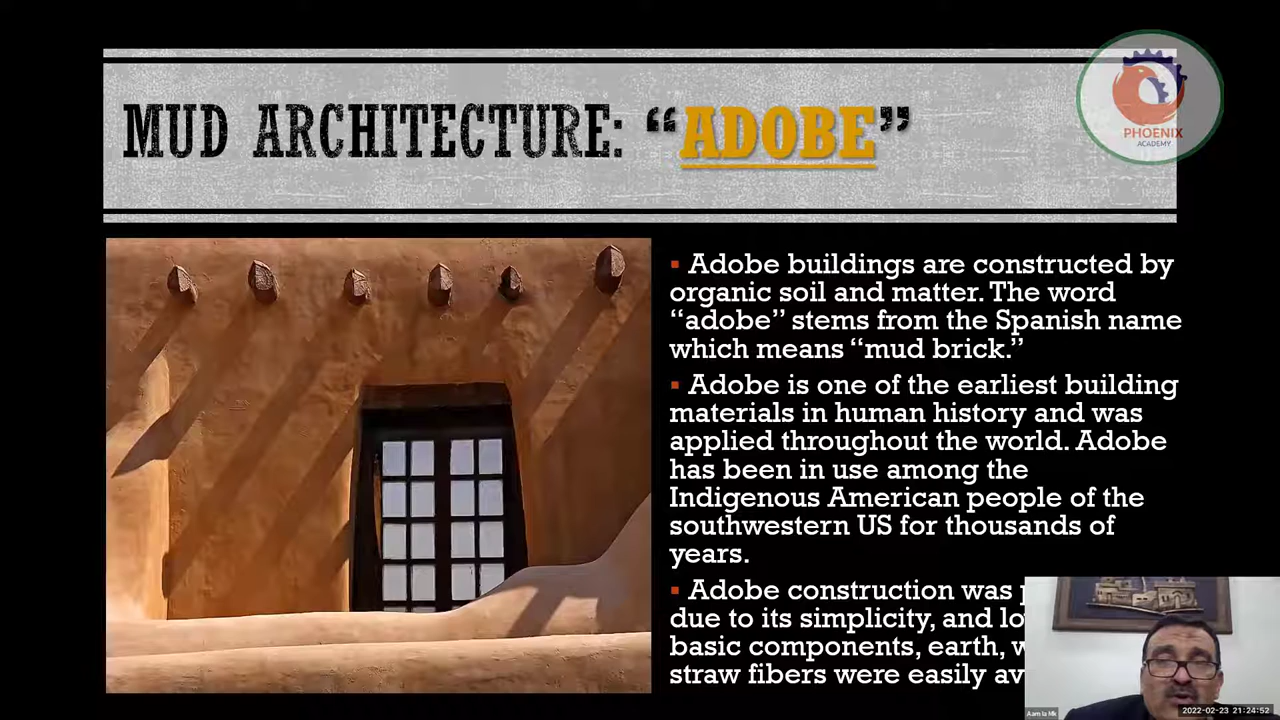 MUD ARCHITECTURE: “ADOBE”
PHOENIX
ACADEMY
▪ Adobe buildings are constructed by
organic soil and matter. The word
“adobe” stems from the Spanish name
which means “mud brick.”
▪ Adobe is one of the earliest building
materials in human history and was
applied throughout the world. Adobe
has been in use among the
Indigenous American people of the
southwestern US for thousands of
years.
▪ Adobe construction was
due to its simplicity, and
basic components, earth,
straw fibers were easily
2022-02-23 21:24:52